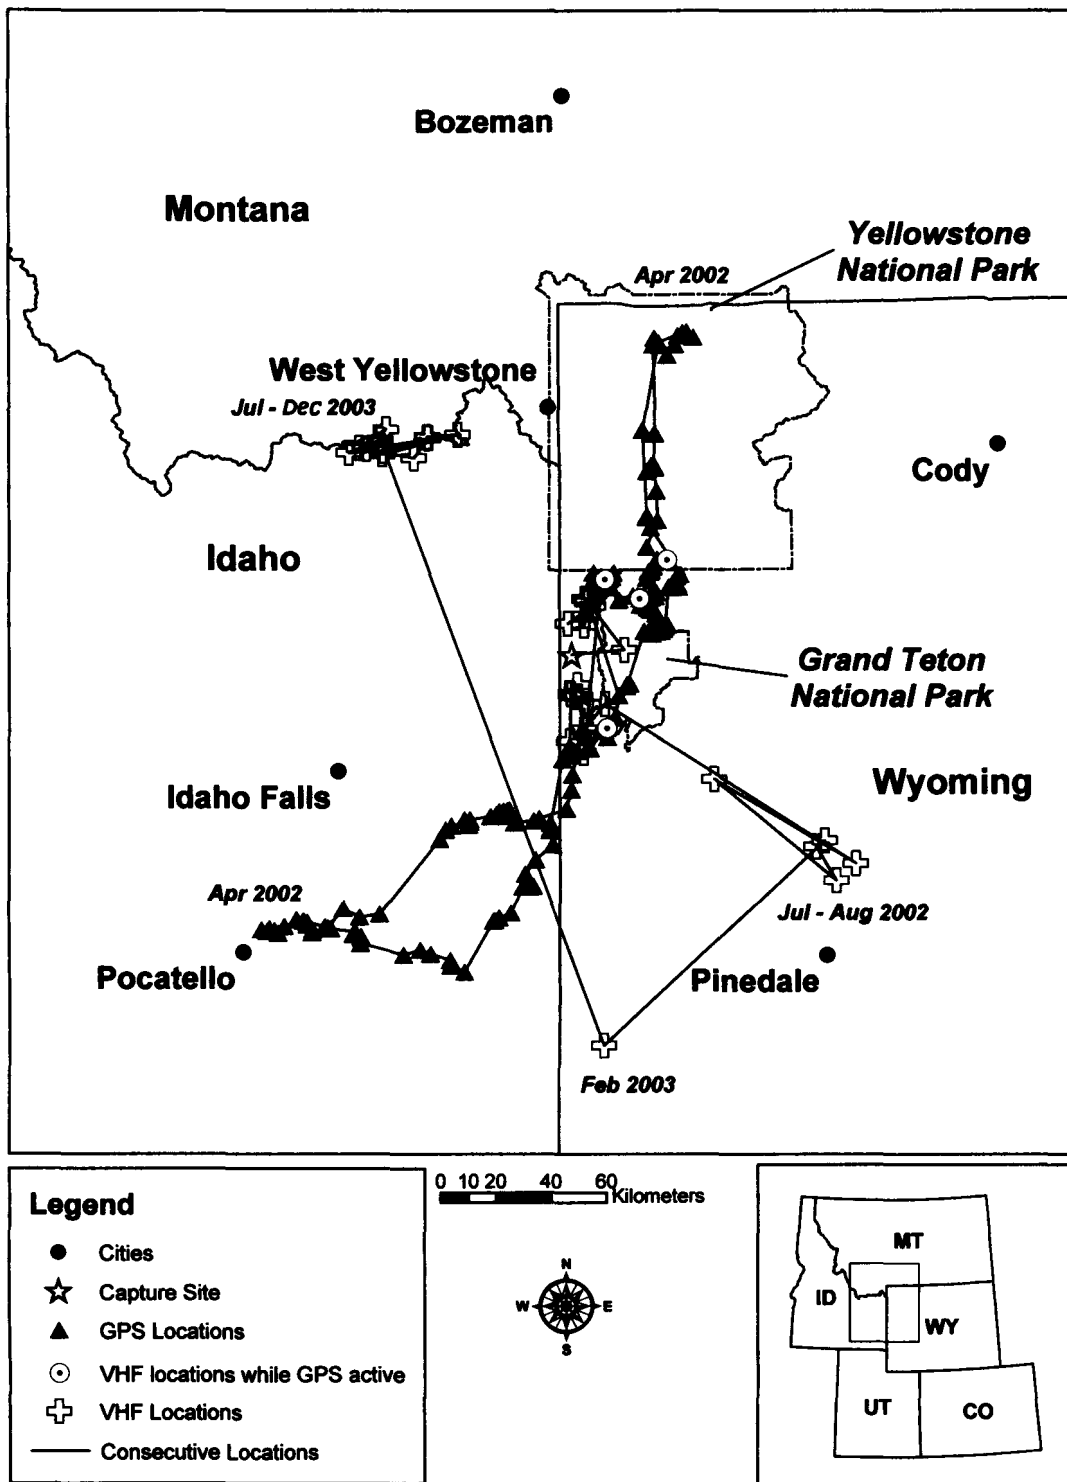 Bozeman
Montana
Yellowstone
National Park
Apr 2002
West Yellowstone
Jul - Dec 2003
Cody
Idaho
Grand Teton
National Park
Wyoming
Idaho Falls
Apr 2002
Jul - Aug 2002
Pocatello
Pinedale
Feb 2003
Legend
Cities
Capture Site
GPS Locations
VHF locations while GPS active
VHF Locations
Consecutive Locations
0 10 20 40 60
Kilometers
N
W E
S
MT
ID
WY
UT
CO